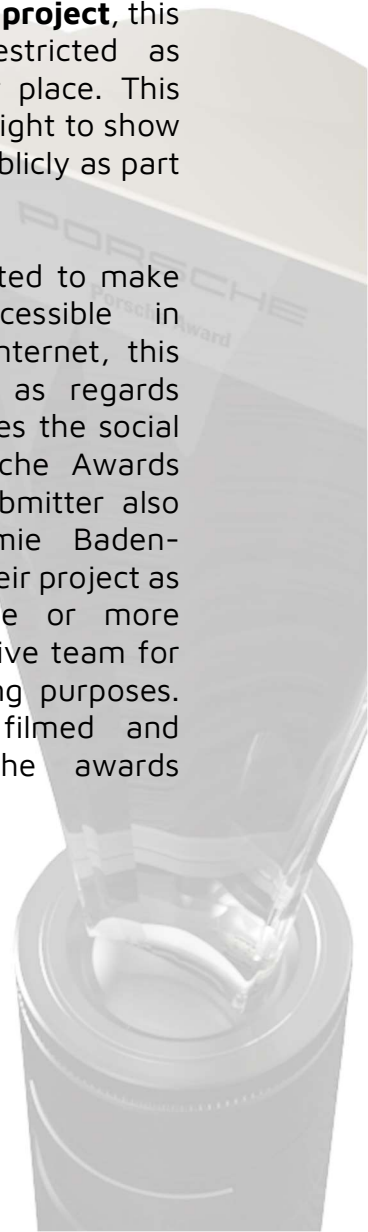 project, this
estricted as
place. This
ight to show
blicly as part
ted to make
cessible in
nternet, this
as regards
es the social
che Awards
bmitter also
mie Baden-
eir project as
e or more
ive team for
ng purposes.
filmed and
he awards
PORSCHE
Porsche Award